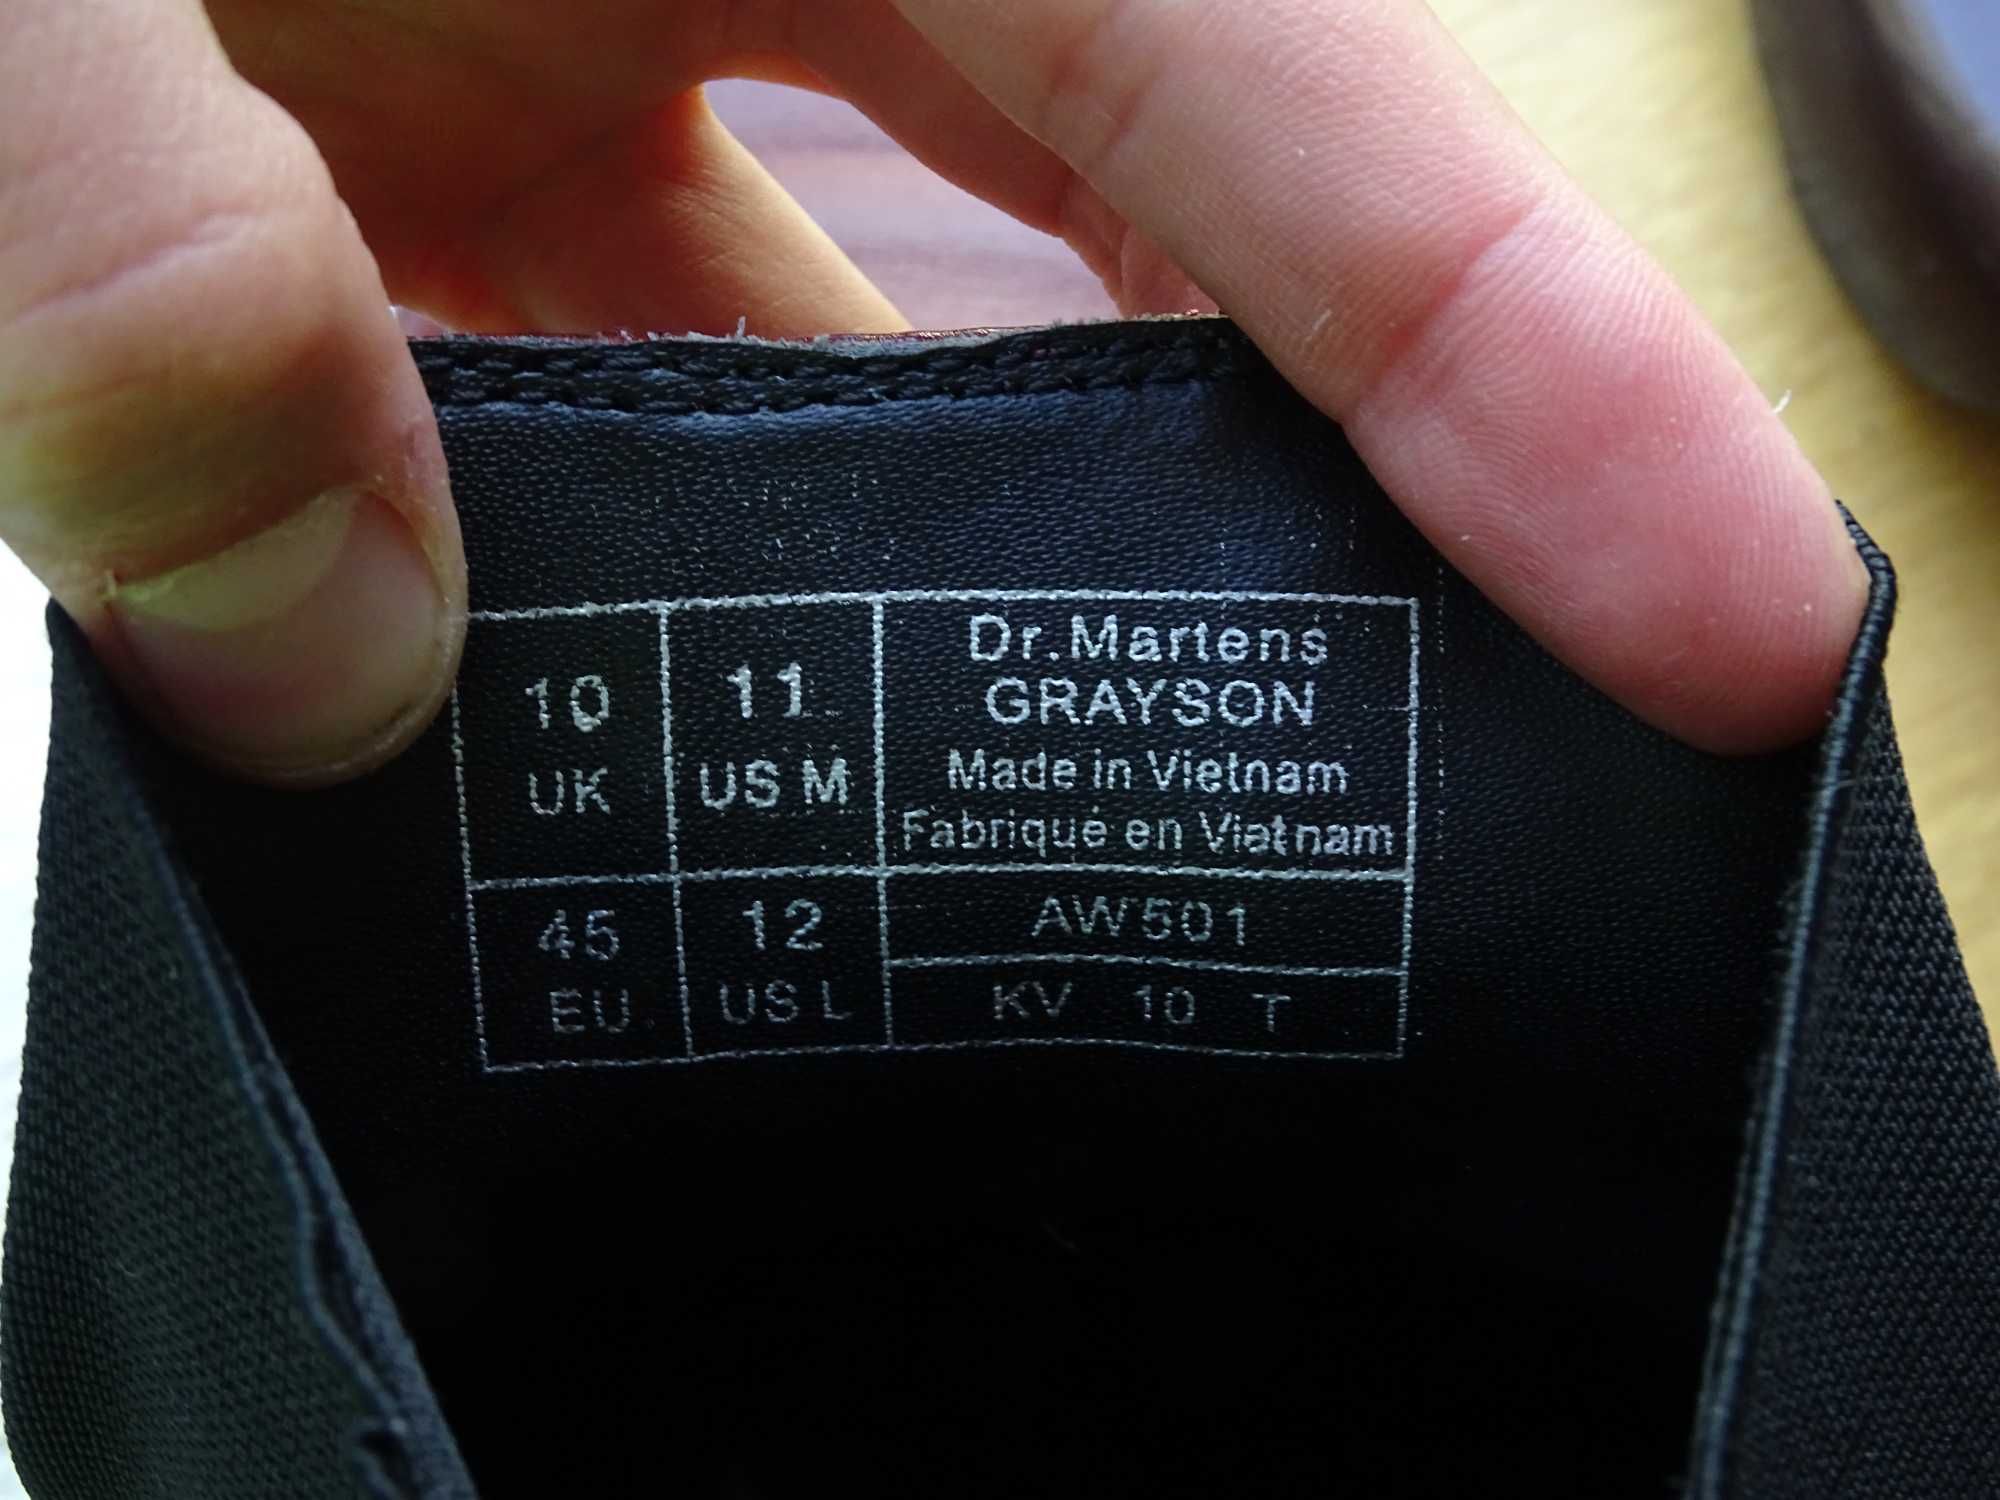 10
UK
11
US M
Dr.Martens
GRAYSON
Made in Vietnam
Fabriqué en Vietnam
45
EU
12
US L
AW501
KV 10 T